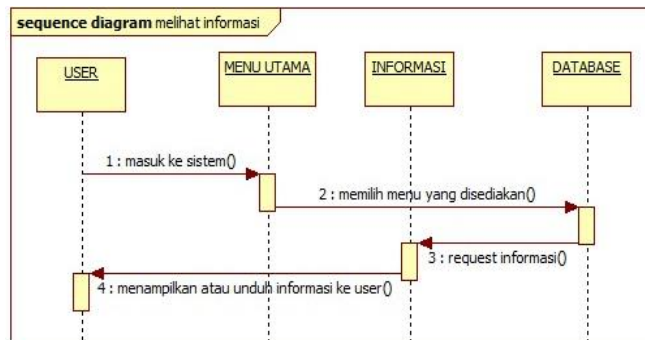 sequence diagram melihat informasi
USER
MENU UTAMA
INFORMASI
DATABASE
1 : masuk ke sistem()
2 : memilih menu yang disediakan()
3 : request informasi()
4 : menampilkan atau unduh informasi ke user()